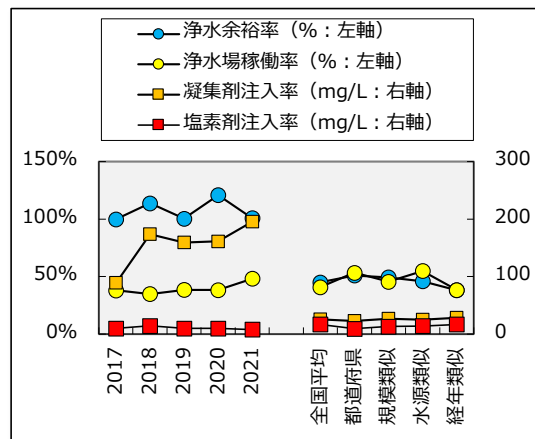 浄水余裕率（%：左軸）
浄水場稼働率（%：左軸）
凝集剤注入率（mg/L：右軸）
塩素剤注入率（mg/L：右軸）
150%
100%
50%
0%
300
200
100
0
2017
2018
2019
2020
2021
全国平均
都道府県
規模類似
水源類似
経年類似